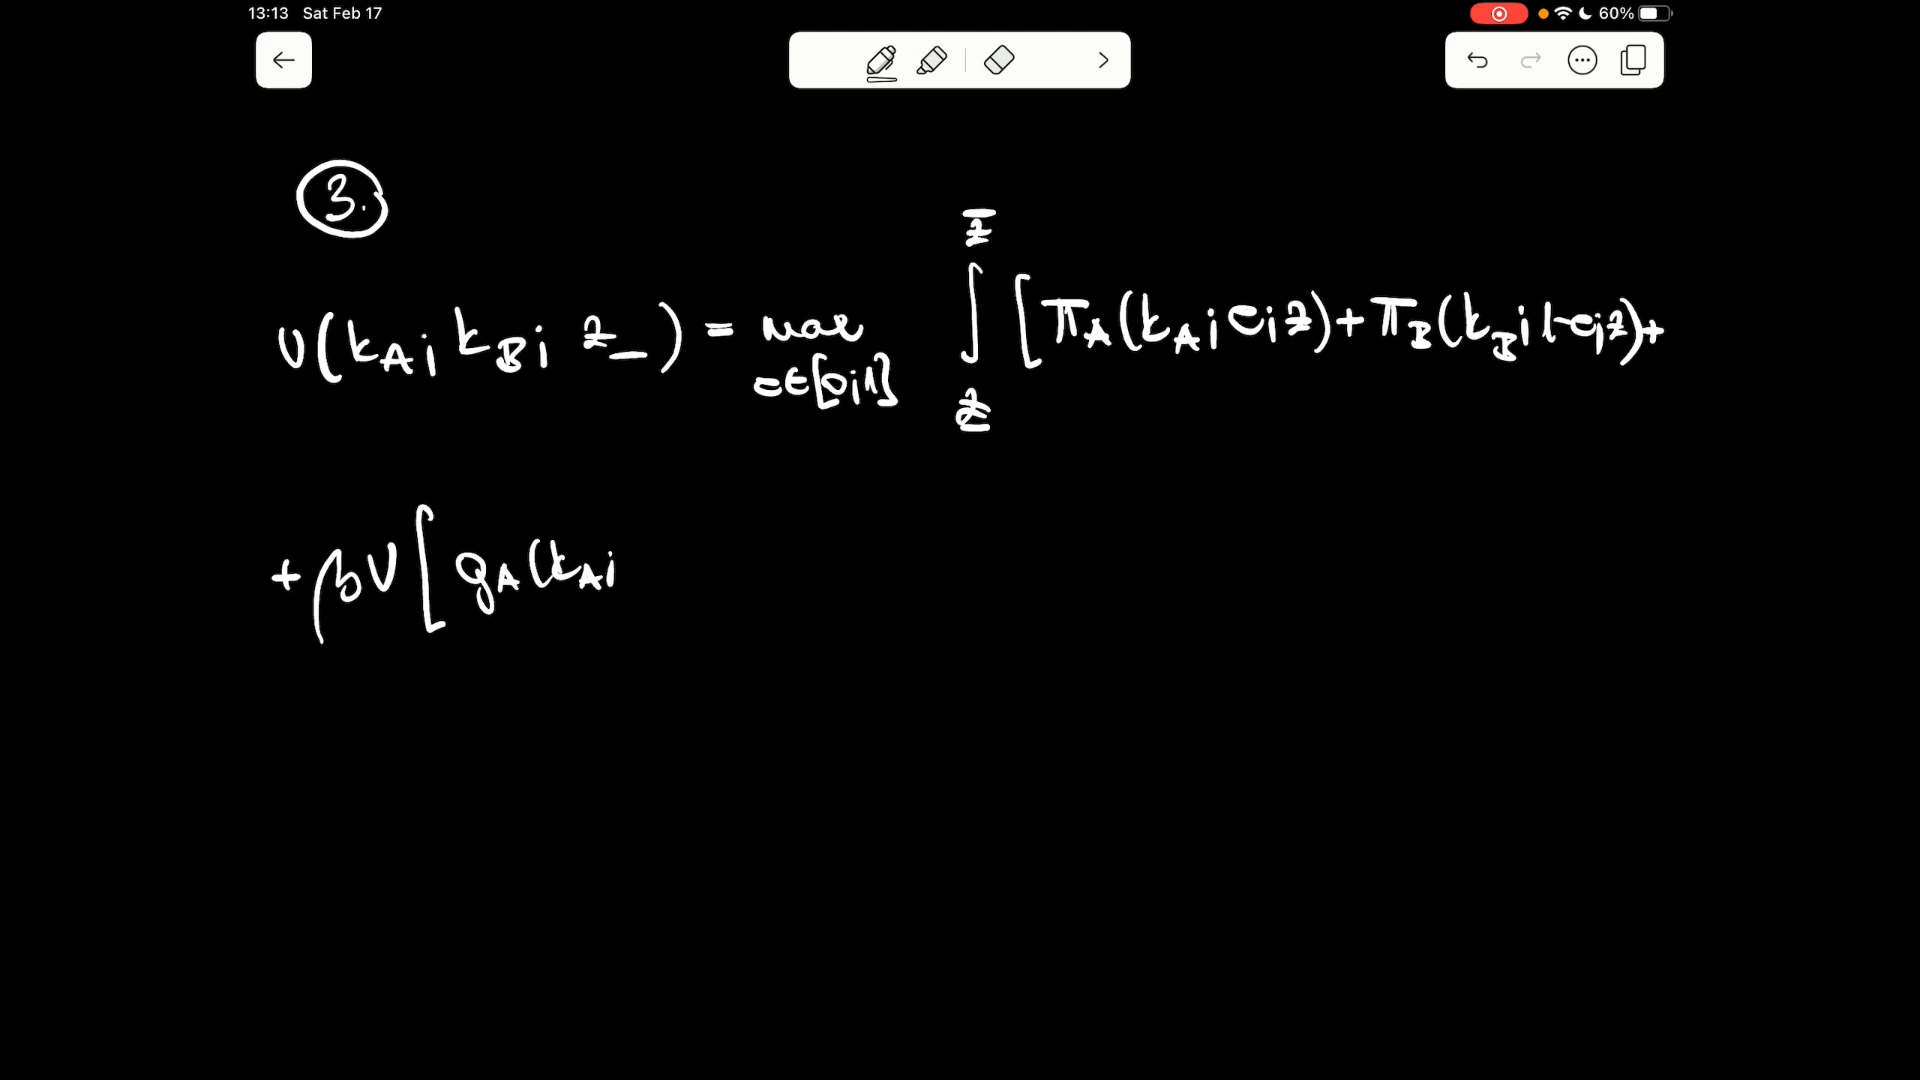 13:13 Sat Feb 17 60%
3.
z̄
v(k_A; k_B; z_-) = max ∫ [π_A(k_A; e; z) + π_B(k_B; 1-e; z) +
e∈[0;1]
z̲
+ βv[g_A(k_A;